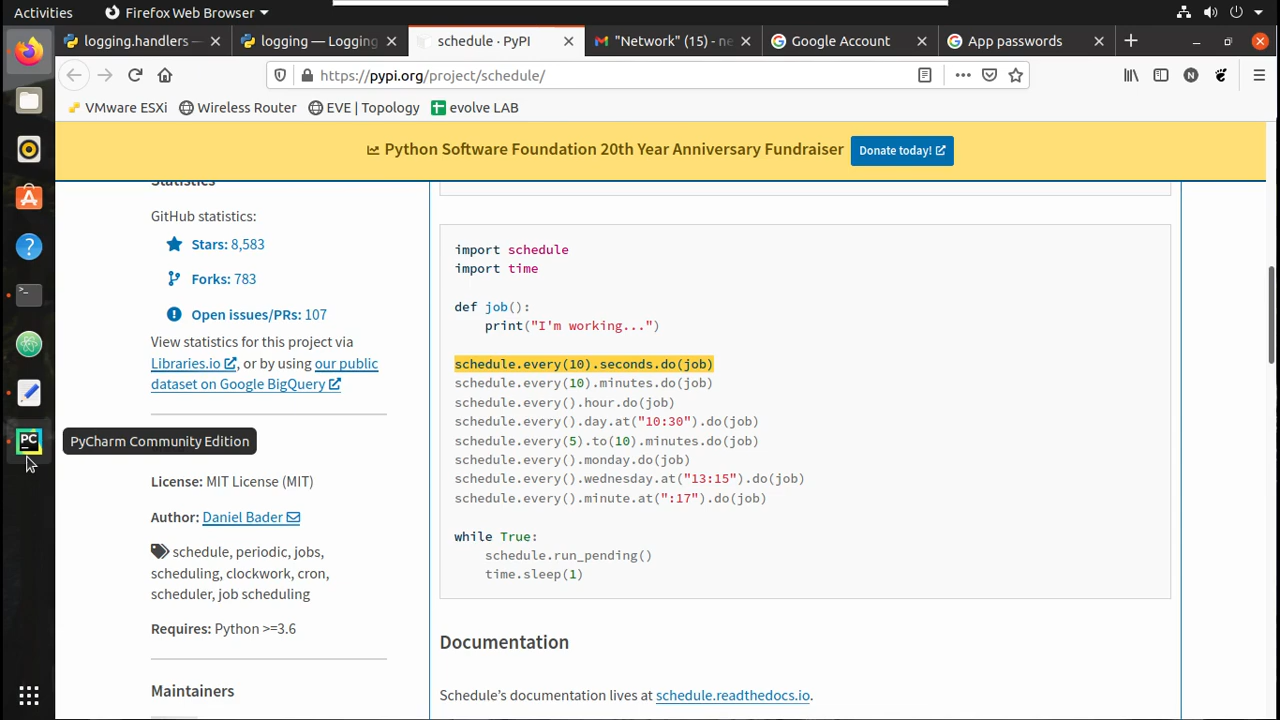 Activities
Firefox Web Browser
logging.handlers —
logging — Logging
schedule · PyPI
"Network" (15) - ne
Google Account
App passwords
https://pypi.org/project/schedule/
VMware ESXi
Wireless Router
EVE | Topology
evolve LAB
Python Software Foundation 20th Year Anniversary Fundraiser
Donate today!
Statistics
GitHub statistics:
Stars: 8,583
Forks: 783
Open issues/PRs: 107
View statistics for this project via
Libraries.io, or by using our public
dataset on Google BigQuery
PyCharm Community Edition
License: MIT License (MIT)
Author: Daniel Bader
schedule, periodic, jobs,
scheduling, clockwork, cron,
scheduler, job scheduling
Requires: Python >=3.6
Maintainers
import schedule
import time
def job():
print("I'm working...")
schedule.every(10).seconds.do(job)
schedule.every(10).minutes.do(job)
schedule.every().hour.do(job)
schedule.every().day.at("10:30").do(job)
schedule.every(5).to(10).minutes.do(job)
schedule.every().monday.do(job)
schedule.every().wednesday.at("13:15").do(job)
schedule.every().minute.at(":17").do(job)
while True:
schedule.run_pending()
time.sleep(1)
Documentation
Schedule's documentation lives at schedule.readthedocs.io.
N
PC